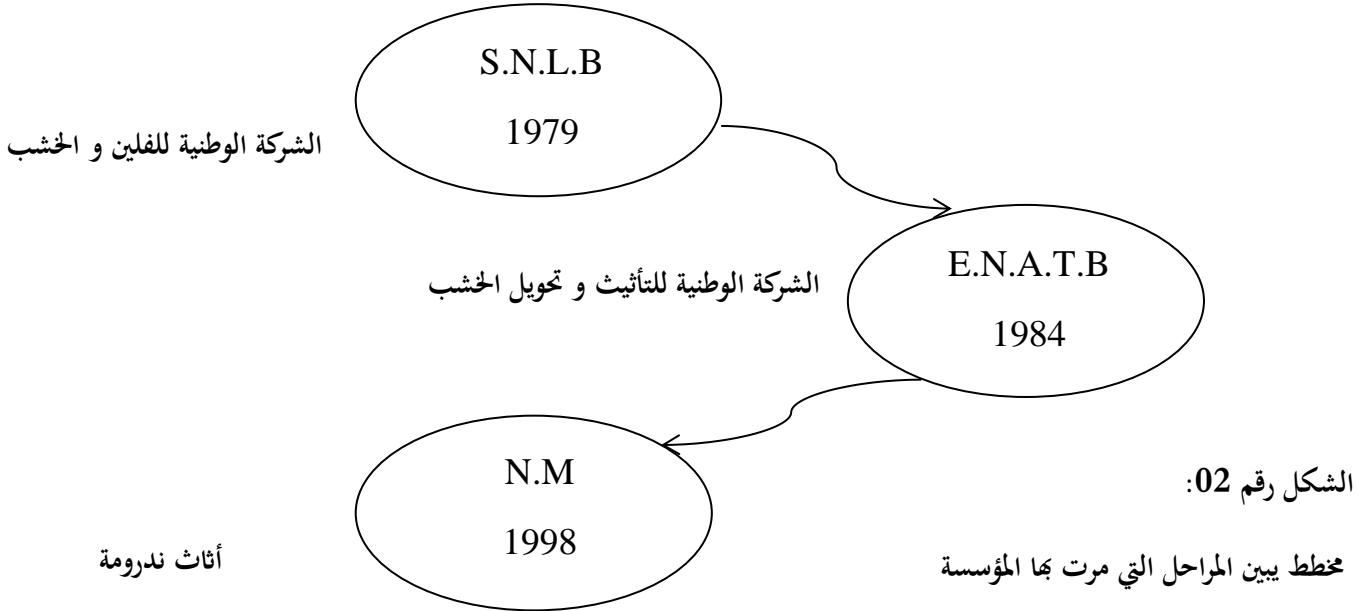 S.N.L.B
1979
الشركة الوطنية للفلين و الخشب
E.N.A.T.B
1984
الشركة الوطنية للتأثيث و تحويل الخشب
N.M
1998
أثاث ندرومة
الشكل رقم 02:
مخطط يبين المراحل التي مرت بها المؤسسة